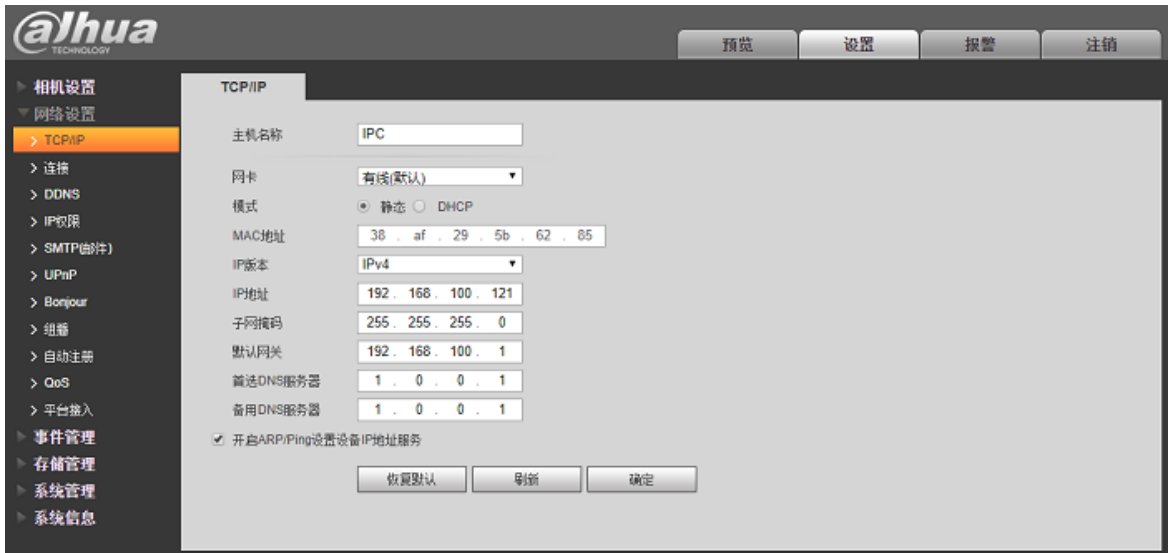 alhua
TECHNOLOGY
预览 设置 报警 注销
相机设置
网络设置
TCP/IP
连接
DDNS
IP权限
SMTP(邮件)
UPnP
Bonjour
组播
自动注册
QoS
平台接入
事件管理
存储管理
系统管理
系统信息
TCP/IP
主机名称 IPC
网卡 有线(默认)
模式 静态 DHCP
MAC地址 38 . af . 29 . 5b . 62 . 85
IP版本 IPv4
IP地址 192 . 168 . 100 . 121
子网掩码 255 . 255 . 255 . 0
默认网关 192 . 168 . 100 . 1
首选DNS服务器 1 . 0 . 0 . 1
备用DNS服务器 1 . 0 . 0 . 1
开启ARP/Ping设置设备IP地址服务
恢复默认 刷新 确定